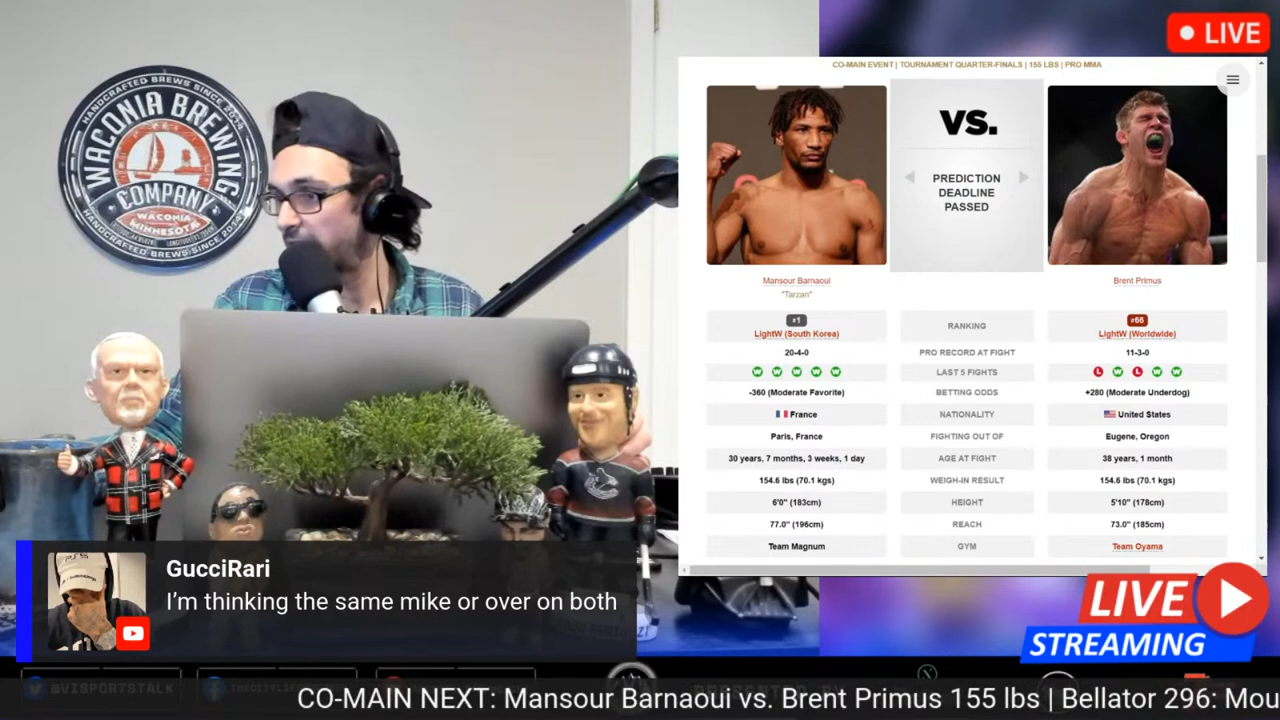 LIVE
CO-MAIN EVENT | TOURNAMENT QUARTER-FINALS | 155 LBS | PRO MMA
HANDCRAFTED BREWS SINCE 2014
WACONIA BREWING
COMPANY
WACONIA
MINNESOTA
HANDCRAFTED BREWS SINCE 2014
VS.
PREDICTION
DEADLINE
PASSED
Mansour Barnaoui
"Tarzan"
Brent Primus
#1
LightW (South Korea)
RANKING
#66
LightW (Worldwide)
20-4-0
PRO RECORD AT FIGHT
11-3-0
W W W W W
LAST 5 FIGHTS
L W L W W
-360 (Moderate Favorite)
BETTING ODDS
+280 (Moderate Underdog)
France
NATIONALITY
United States
Paris, France
FIGHTING OUT OF
Eugene, Oregon
30 years, 7 months, 3 weeks, 1 day
AGE AT FIGHT
38 years, 1 month
154.6 lbs (70.1 kgs)
WEIGH-IN RESULT
154.6 lbs (70.1 kgs)
6'0" (183cm)
HEIGHT
5'10" (178cm)
77.0" (196cm)
REACH
73.0" (185cm)
Team Magnum
GYM
Team Oyama
GucciRari
I'm thinking the same mike or over on both
LIVE
STREAMING
@VISPORTSTALK
CO-MAIN NEXT: Mansour Barnaoui vs. Brent Primus 155 lbs | Bellator 296: Mou